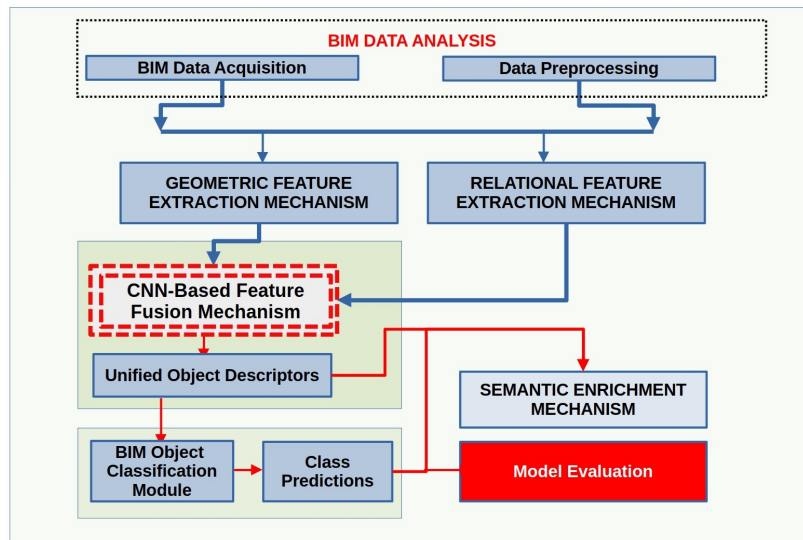 BIM DATA ANALYSIS
BIM Data Acquisition
Data Preprocessing
GEOMETRIC FEATURE
EXTRACTION MECHANISM
RELATIONAL FEATURE
EXTRACTION MECHANISM
CNN-Based Feature
Fusion Mechanism
Unified Object Descriptors
SEMANTIC ENRICHMENT
MECHANISM
BIM Object
Classification
Module
Class
Predictions
Model Evaluation